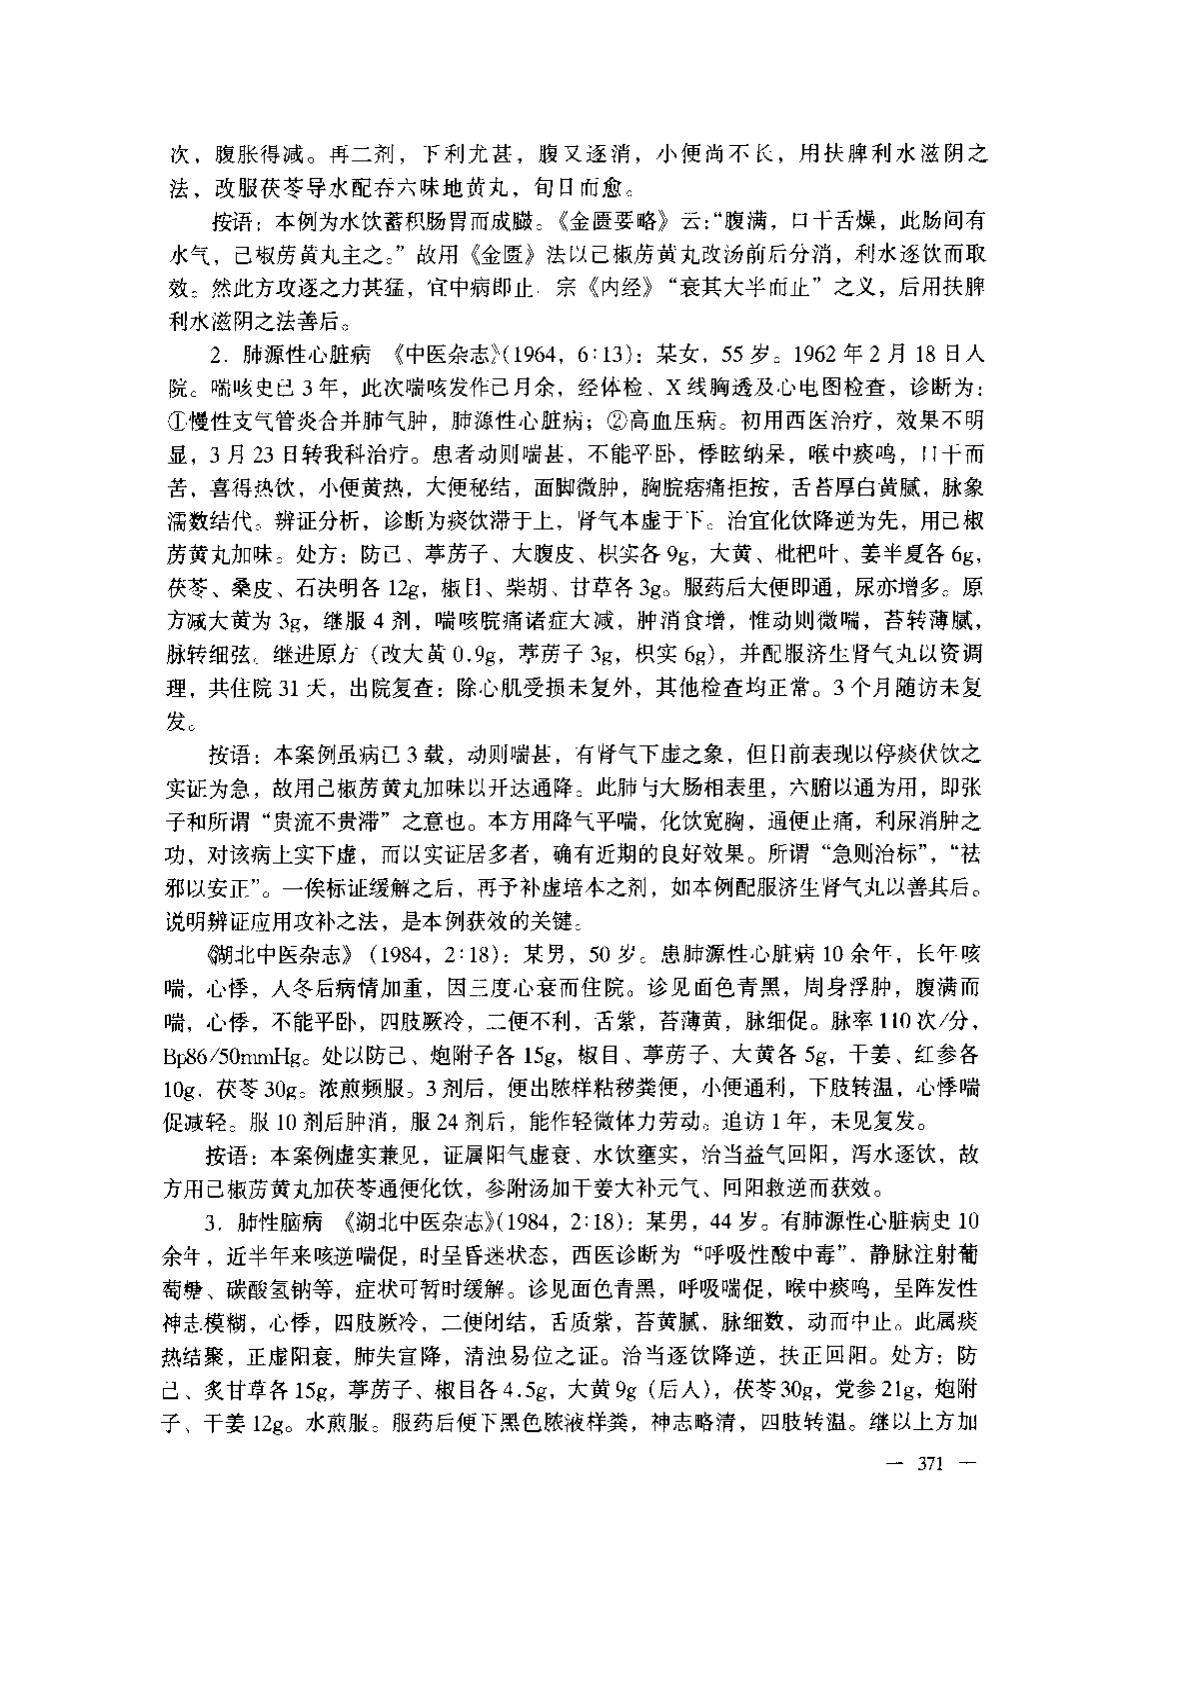 次，腹胀得减。再二剂，下利尤甚，腹又逐消，小便尚不长，用扶脾利水滋阴之
法，改服茯苓导水配吞六味地黄丸，旬日而愈。
按语：本例为水饮蓄积肠胃而成臌。《金匮要略》云：“腹满，口干舌燥，此肠间有
水气，己椒苈黄丸主之。”故用《金匮》法以己椒苈黄丸改汤前后分消，利水逐饮而取
效。然此方攻逐之力甚猛，宜中病即止．宗《内经》“衰其大半而止”之义，后用扶脾
利水滋阴之法善后。
2．肺源性心脏病　《中医杂志》（1964，6∶13）：某女，55岁。1962年2月18日入
院。喘咳史已3年，此次喘咳发作已月余，经体检、X线胸透及心电图检查，诊断为：
①慢性支气管炎合并肺气肿，肺源性心脏病；②高血压病。初用西医治疗，效果不明
显，3月23日转我科治疗。患者动则喘甚，不能平卧，悸眩纳呆，喉中痰鸣，口干而
苦，喜得热饮，小便黄热，大便秘结，面脚微肿，胸脘痞痛拒按，舌苔厚白黄腻，脉象
濡数结代。辨证分析，诊断为痰饮滞于上，肾气本虚于下。治宜化饮降逆为先，用己椒
苈黄丸加味。处方：防己、葶苈子、大腹皮、枳实各9g，大黄、枇杷叶、姜半夏各6g，
茯苓、桑皮、石决明各12g，椒目、柴胡、甘草各3g。服药后大便即通，尿亦增多。原
方减大黄为3g，继服4剂，喘咳脘痛诸症大减，肿消食增，惟动则微喘，苔转薄腻，
脉转细弦。继进原方（改大黄0.9g，葶苈子3g，枳实6g），并配服济生肾气丸以资调
理，共住院31天，出院复查：除心肌受损未复外，其他检查均正常。3个月随访未复
发。
按语：本案例虽病已3载，动则喘甚，有肾气下虚之象，但目前表现以停痰伏饮之
实证为急，故用己椒苈黄丸加味以开达通降。此肺与大肠相表里，六腑以通为用，即张
子和所谓“贵流不贵滞”之意也。本方用降气平喘，化饮宽胸，通便止痛，利尿消肿之
功，对该病上实下虚，而以实证居多者，确有近期的良好效果。所谓“急则治标”，“祛
邪以安正”。一俟标证缓解之后，再予补虚培本之剂，如本例配服济生肾气丸以善其后。
说明辨证应用攻补之法，是本例获效的关键。
《湖北中医杂志》（1984，2∶18）：某男，50岁。患肺源性心脏病10余年，长年咳
喘，心悸，入冬后病情加重，因三度心衰而住院。诊见面色青黑，周身浮肿，腹满而
喘，心悸，不能平卧，四肢厥冷，二便不利，舌紫，苔薄黄，脉细促。脉率110次/分，
Bp86/50mmHg。处以防己、炮附子各15g，椒目、葶苈子、大黄各5g，干姜、红参各
10g．茯苓30g。浓煎频服。3剂后，便出脓样粘秽粪便，小便通利，下肢转温，心悸喘
促减轻。服10剂后肿消，服24剂后，能作轻微体力劳动。追访1年，未见复发。
按语：本案例虚实兼见，证属阳气虚衰、水饮壅实，治当益气回阳，泻水逐饮，故
方用己椒苈黄丸加茯苓通便化饮，参附汤加干姜大补元气、回阳救逆而获效。
3．肺性脑病　《湖北中医杂志》（1984，2∶18）：某男，44岁。有肺源性心脏病史10
余年，近半年来咳逆喘促，时呈昏迷状态，西医诊断为“呼吸性酸中毒”．静脉注射葡
萄糖、碳酸氢钠等，症状可暂时缓解。诊见面色青黑，呼吸喘促，喉中痰鸣，呈阵发性
神志模糊，心悸，四肢厥冷，二便闭结，舌质紫，苔黄腻．脉细数，动而中止。此属痰
热结聚，正虚阳衰，肺失宣降，清浊易位之证。治当逐饮降逆，扶正回阳。处方：防
己、炙甘草各15g，葶苈子、椒目各4.5g，大黄9g（后入），茯苓30g，党参21g，炮附
子、干姜12g。水煎服。服药后便下黑色脓液样粪，神志略清，四肢转温。继以上方加
— 371 —